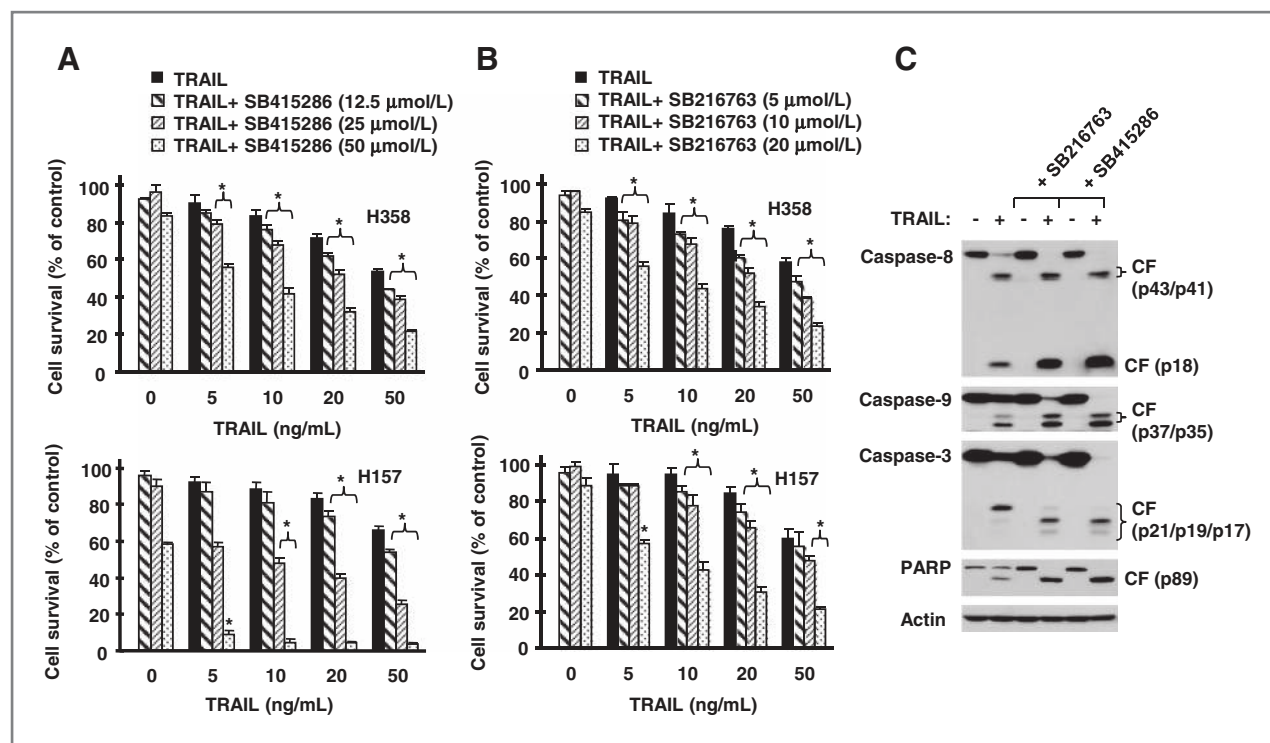 A
TRAIL
TRAIL+ SB415286 (12.5 µmol/L)
TRAIL+ SB415286 (25 µmol/L)
TRAIL+ SB415286 (50 µmol/L)
Cell survival (% of control)
100
80
60
40
20
0
H358
*
*
*
*
0 5 10 20 50
TRAIL (ng/mL)
Cell survival (% of control)
100
80
60
40
20
0
H157
*
*
*
*
0 5 10 20 50
TRAIL (ng/mL)
B
TRAIL
TRAIL+ SB216763 (5 µmol/L)
TRAIL+ SB216763 (10 µmol/L)
TRAIL+ SB216763 (20 µmol/L)
Cell survival (% of control)
100
80
60
40
20
0
H358
*
*
*
*
0 5 10 20 50
TRAIL (ng/mL)
Cell survival (% of control)
100
80
60
40
20
0
H157
*
*
*
*
0 5 10 20 50
TRAIL (ng/mL)
C
+ SB216763
+ SB415286
TRAIL: - + - + - +
Caspase-8
CF
(p43/p41)
CF (p18)
Caspase-9
CF
(p37/p35)
Caspase-3
CF
(p21/p19/p17)
PARP
CF (p89)
Actin